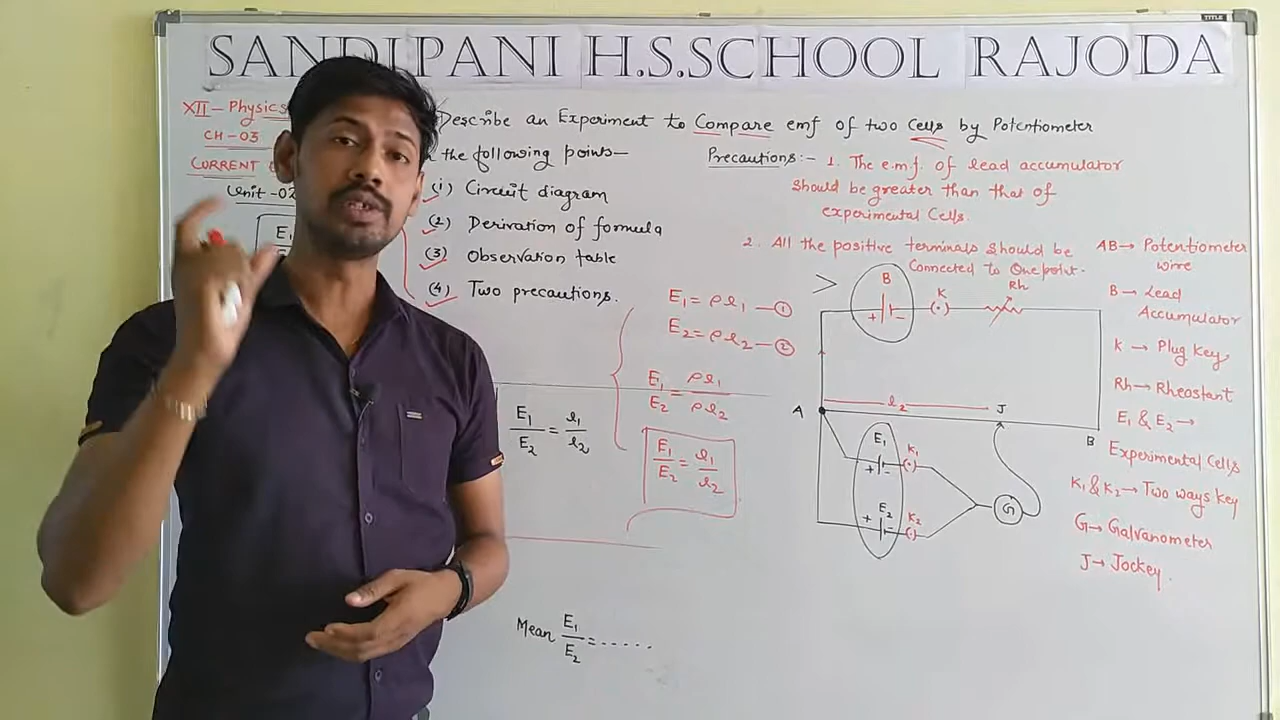 TITLE
SANDIPANI H.S.SCHOOL RAJODA
XII - Physics
CH-03
CURRENT
Unit-02
E1
Describe an Experiment to Compare emf of two Cells by Potentiometer
the following points—
(1) Circuit diagram
(2) Derivation of formula
(3) Observation table
(4) Two precautions.
Precautions:- 1. The e.m.f. of lead accumulator
should be greater than that of
experimental Cells.
2. All the positive terminals should be
Connected to One point.
E1 = ρl1 —①
E2 = ρl2 —②
E1/E2 = ρl1/ρl2
E1/E2 = l1/l2
E1/E2 = l1/l2
Mean E1/E2 = ------
>
B
+ -
K
(•)
Rh
A
l2
J
B
E1
+ -
K1
(•)
E2
+ -
K2
(•)
G
AB→ Potentiometer
wire
B→ Lead
Accumulator
K → Plug Key
Rh→ Rheostant
E1 & E2 →
Experimental Cells
K1 & K2→ Two ways key
G→ Galvanometer
J→ Jockey.